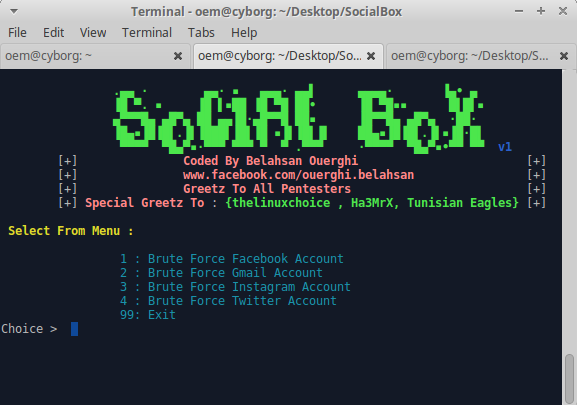 Terminal - oem@cyborg: ~/Desktop/SocialBox
File Edit View Terminal Tabs Help
oem@cyborg: ~
oem@cyborg: ~/Desktop/So...
oem@cyborg: ~/Desktop/S...
SoCiAL BoX v1
[+] Coded By Belahsan Ouerghi [+]
[+] www.facebook.com/ouerghi.belahsan [+]
[+] Greetz To All Pentesters [+]
[+] Special Greetz To : {thelinuxchoice , Ha3MrX, Tunisian Eagles} [+]
Select From Menu :
1 : Brute Force Facebook Account
2 : Brute Force Gmail Account
3 : Brute Force Instagram Account
4 : Brute Force Twitter Account
99: Exit
Choice >